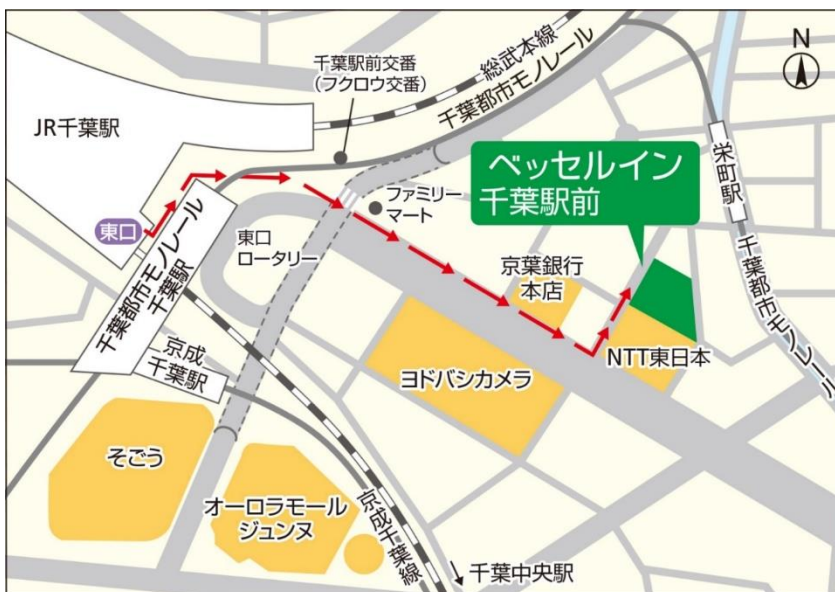 千葉駅前交番
(フクロウ交番)
総武本線
千葉都市モノレール
N
JR千葉駅
東口
千葉都市モノレール
千葉駅
東口
ロータリー
ファミリー
マート
ベッセルイン
千葉駅前
栄町駅
千葉都市モノレール
京葉銀行
本店
NTT東日本
ヨドバシカメラ
京成
千葉駅
そごう
オーロラモール
ジュンヌ
京成千葉線
千葉中央駅